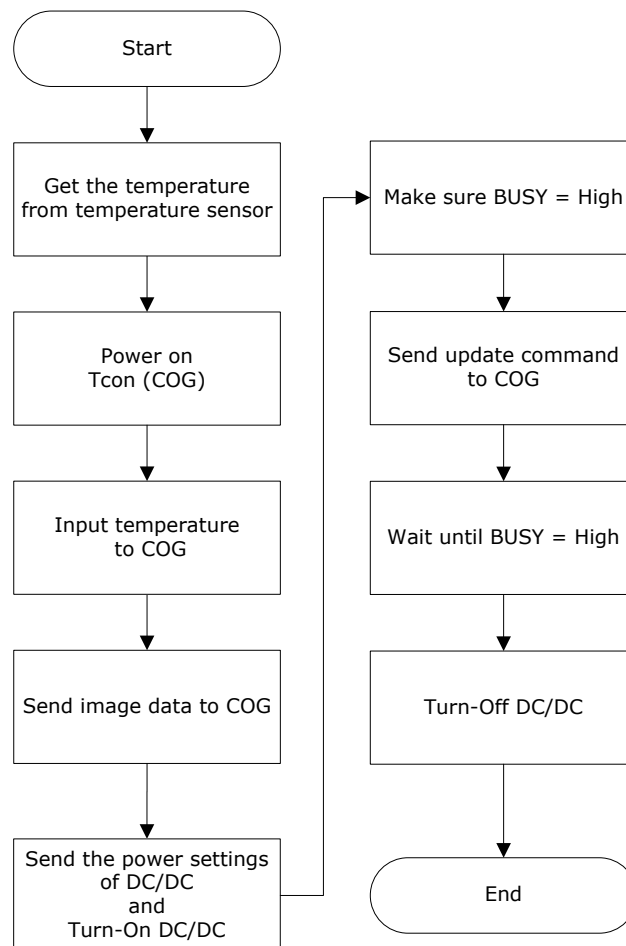 Start
Get the temperature
from temperature sensor
Power on
Tcon (COG)
Input temperature
to COG
Send image data to COG
Send the power settings
of DC/DC
and
Turn-On DC/DC
Make sure BUSY = High
Send update command
to COG
Wait until BUSY = High
Turn-Off DC/DC
End